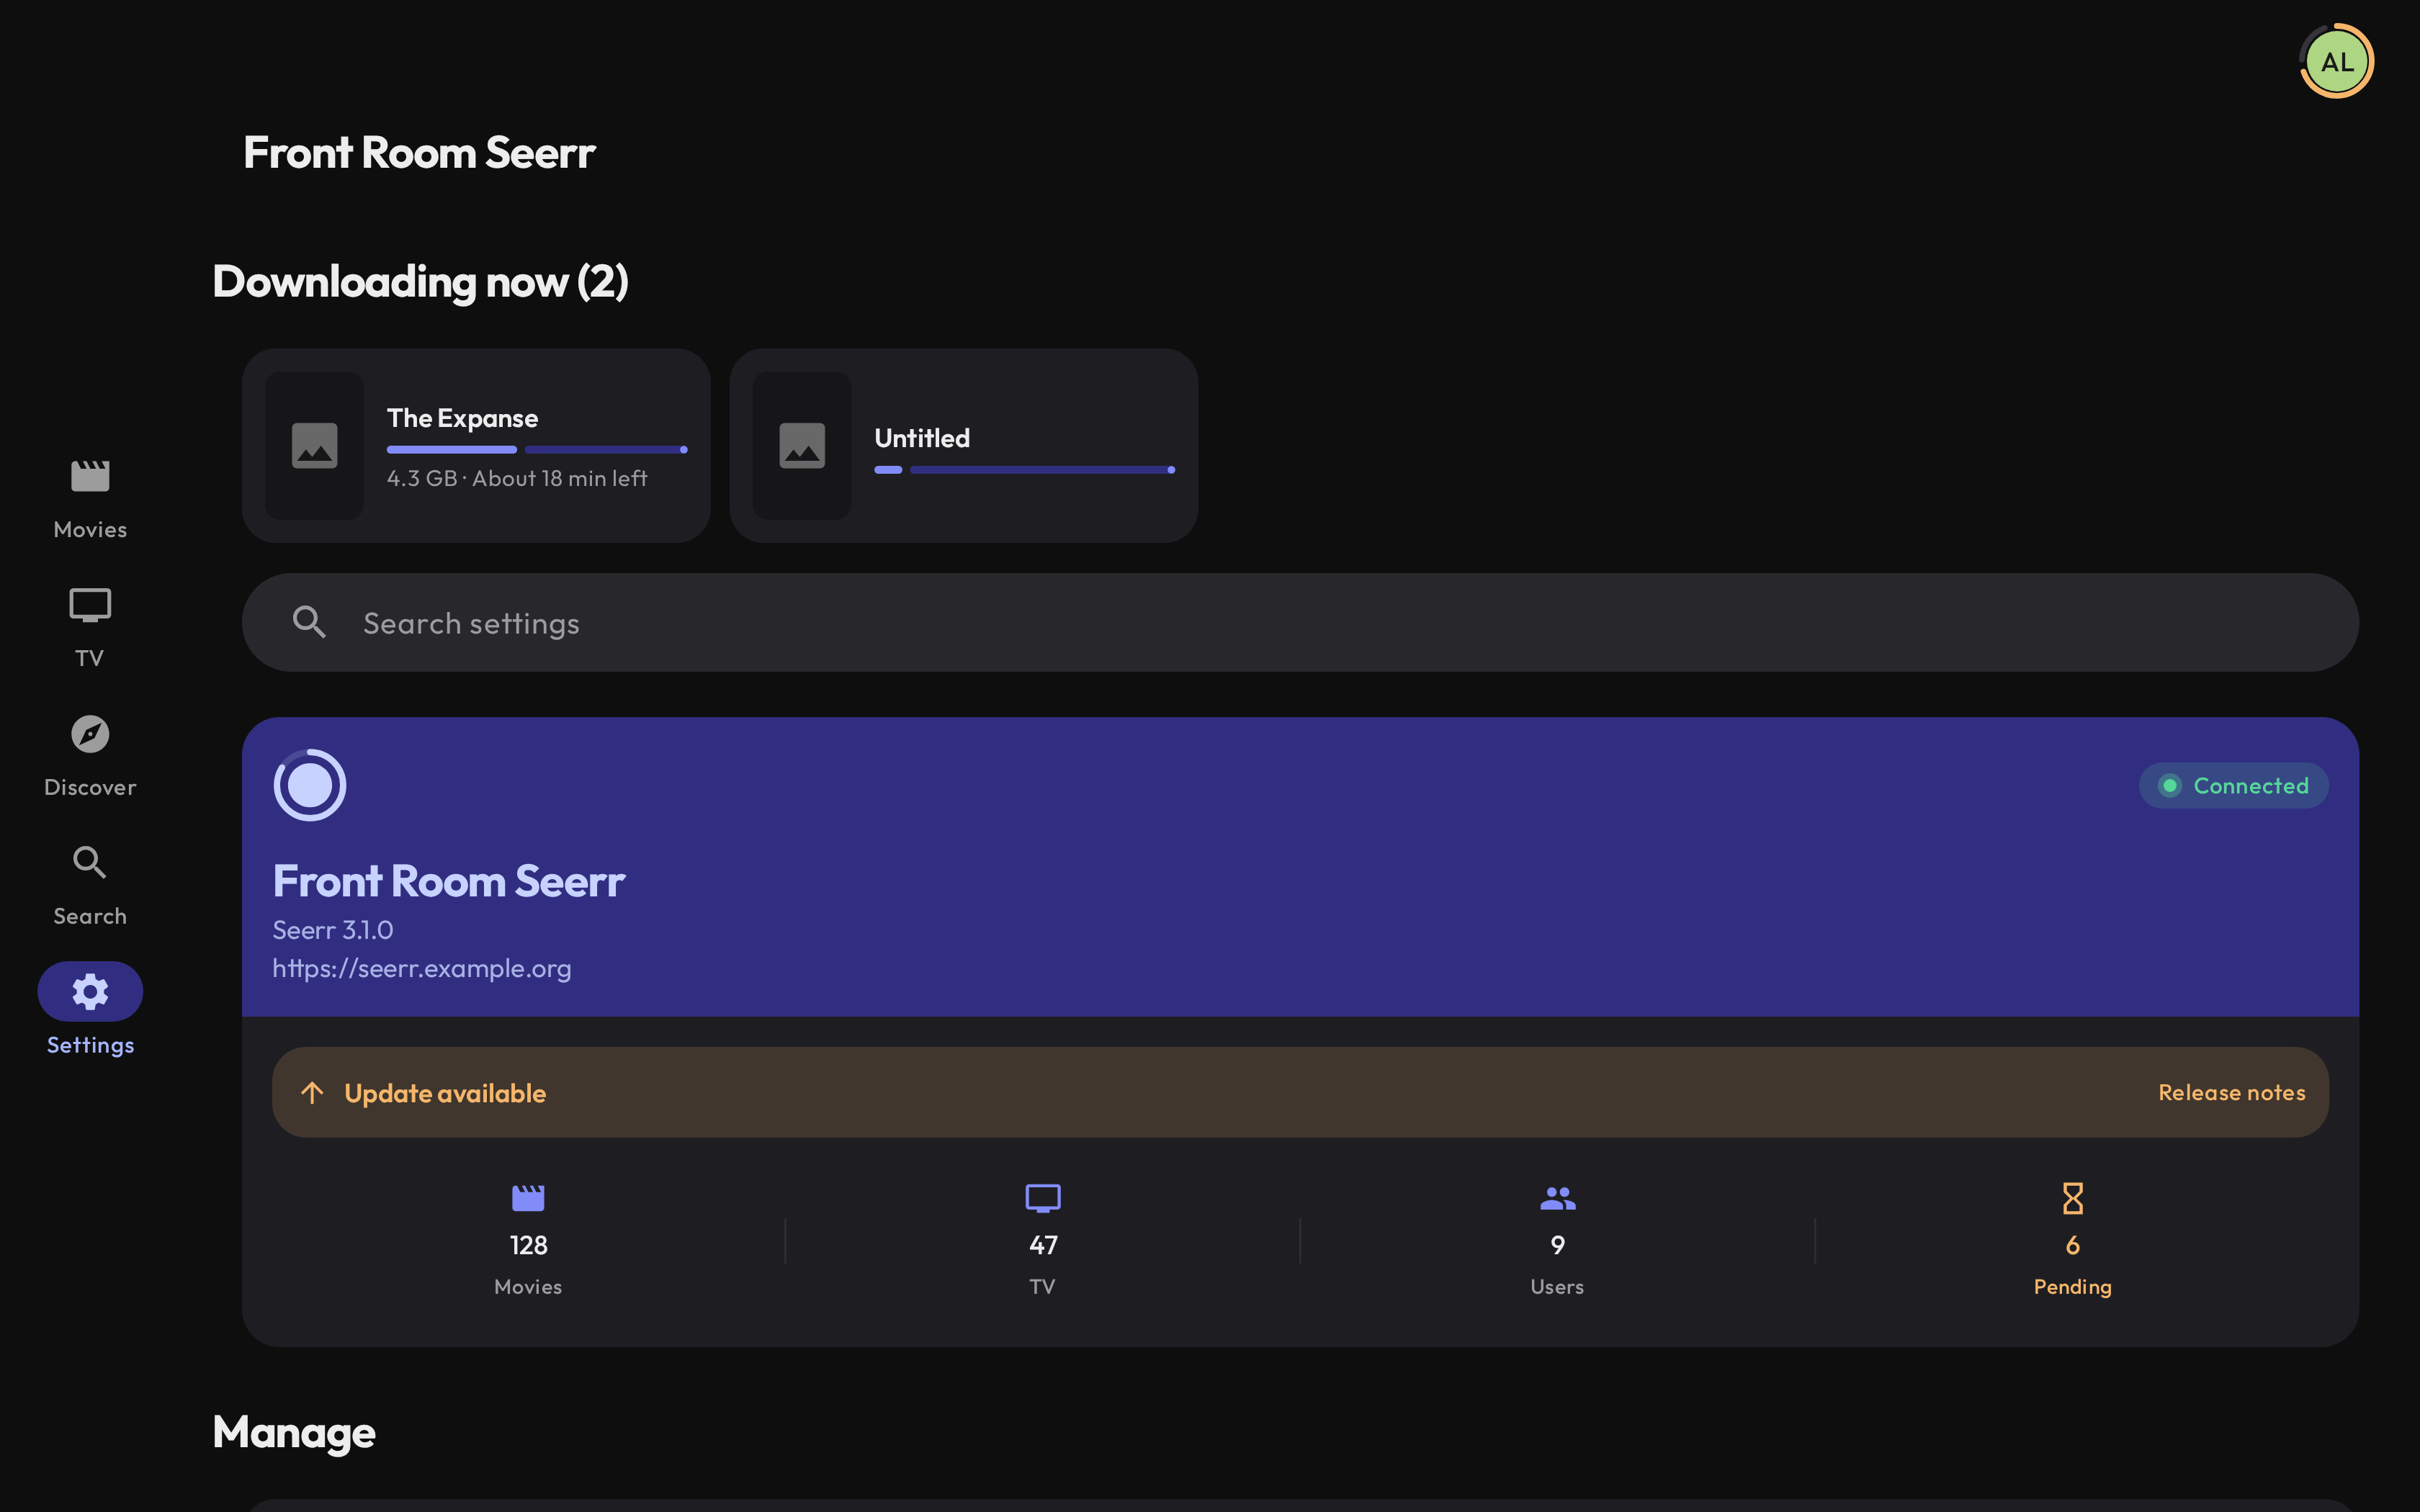 AL
Front Room Seerr
Downloading now (2)
The Expanse
4.3 GB · About 18 min left
Untitled
Search settings
Movies
TV
Discover
Search
Settings
Connected
Front Room Seerr
Seerr 3.1.0
https://seerr.example.org
Update available
Release notes
128
Movies
47
TV
9
Users
6
Pending
Manage